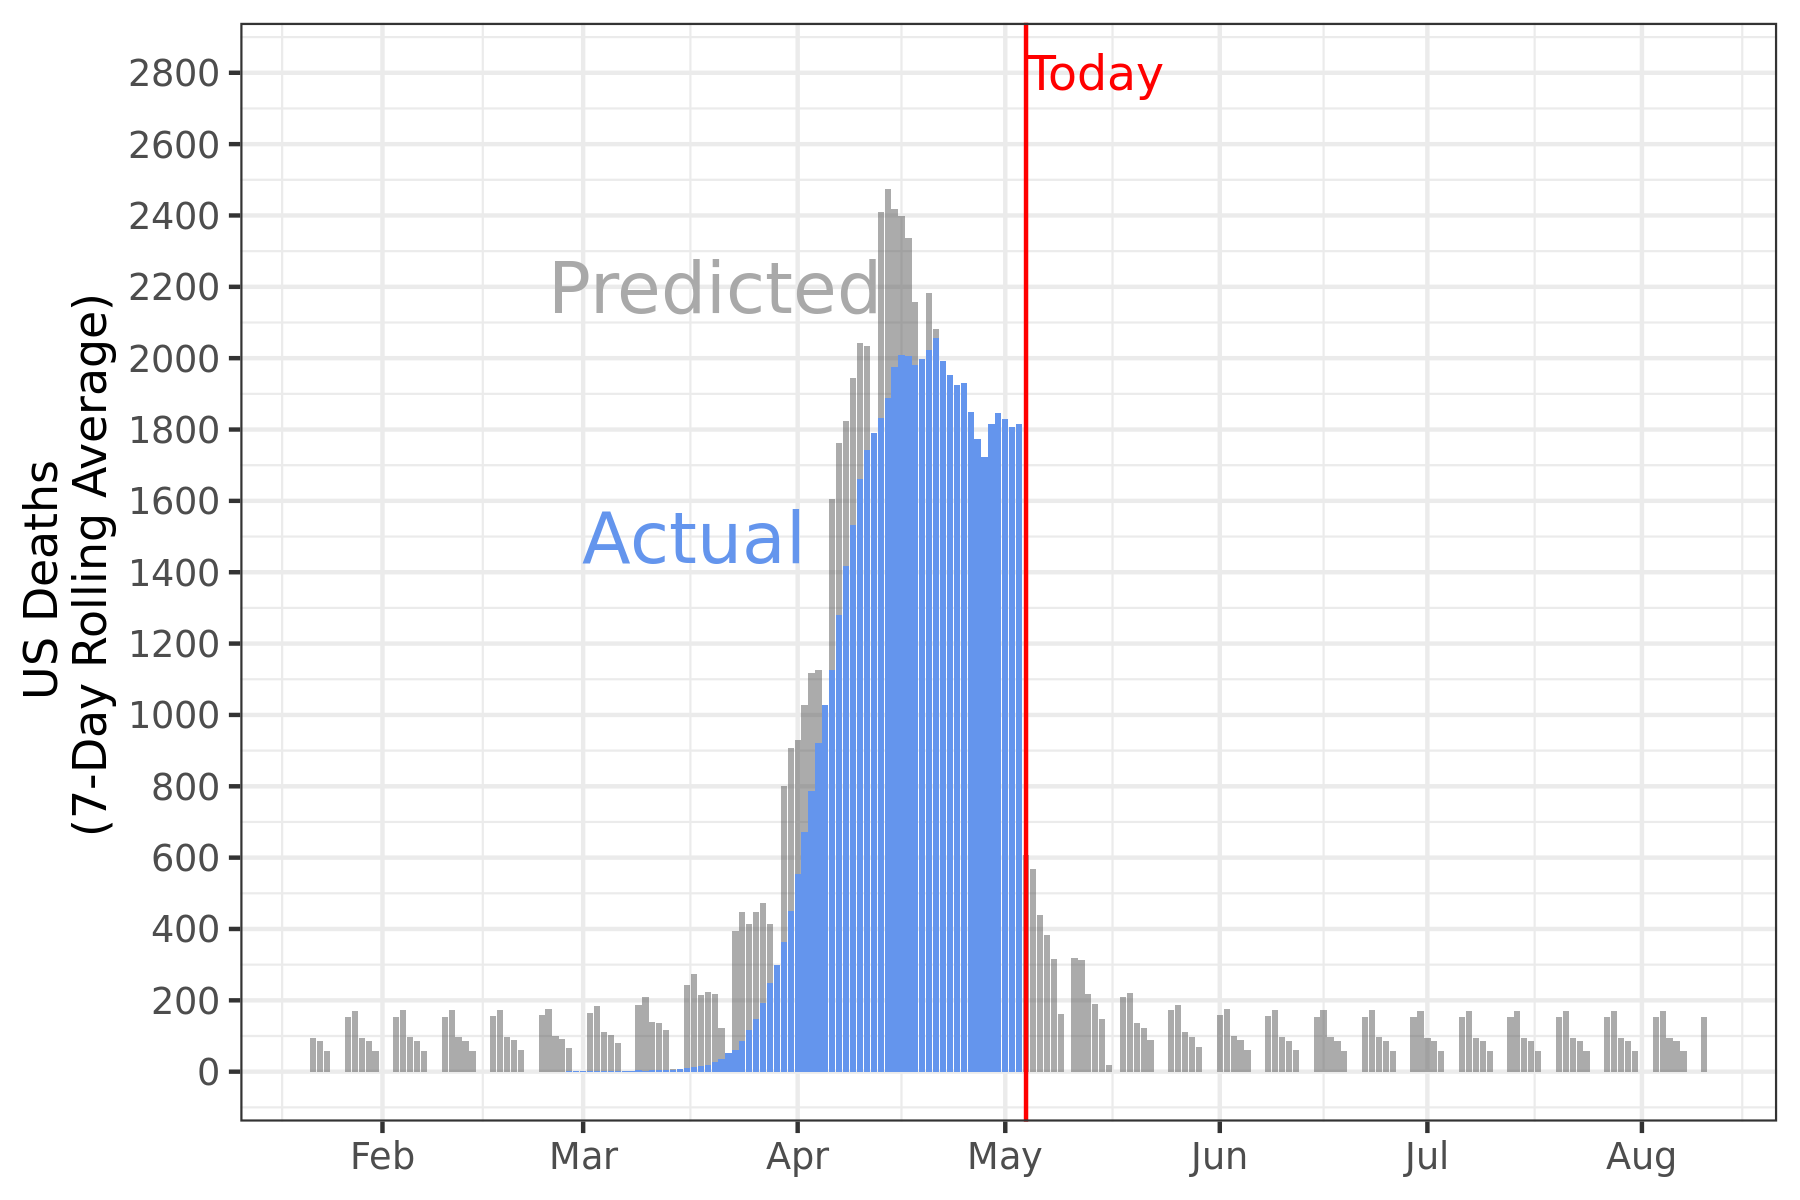 US Deaths
(7-Day Rolling Average)
2800
2600
2400
2200
2000
1800
1600
1400
1200
1000
800
600
400
200
0
Today
Predicted
Actual
Feb Mar Apr May Jun Jul Aug